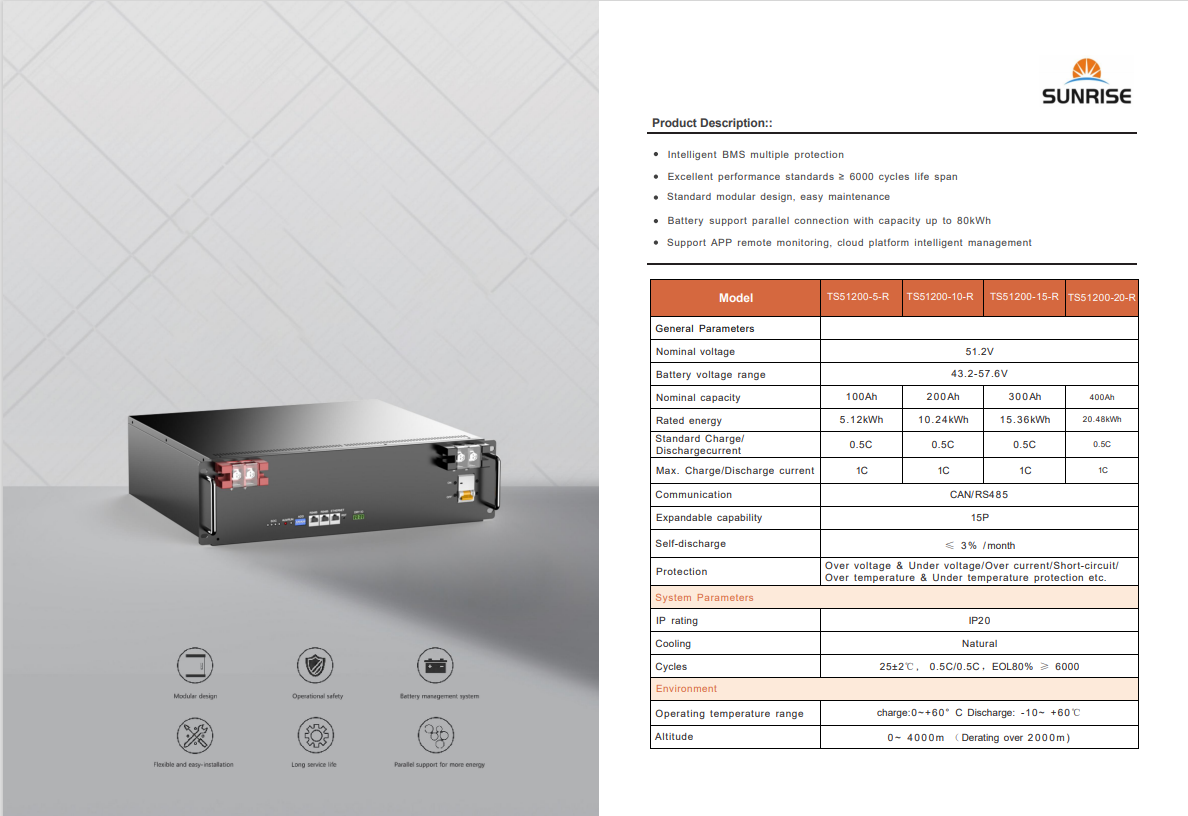 Modular design
Operational safety
Battery management system
Flexible and easy-installation
Long service life
Parallel support for more energy
SUNRISE
Product Description::
Intelligent BMS multiple protection
Excellent performance standards ≥ 6000 cycles life span
Standard modular design, easy maintenance
Battery support parallel connection with capacity up to 80kWh
Support APP remote monitoring, cloud platform intelligent management
Model TS51200-5-R TS51200-10-R TS51200-15-R TS51200-20-R
General Parameters
Nominal voltage 51.2V
Battery voltage range 43.2-57.6V
Nominal capacity 100Ah 200Ah 300Ah 400Ah
Rated energy 5.12kWh 10.24kWh 15.36kWh 20.48kWh
Standard Charge/
Dischargecurrent 0.5C 0.5C 0.5C 0.5C
Max. Charge/Discharge current 1C 1C 1C 1C
Communication CAN/RS485
Expandable capability 15P
Self-discharge ≤ 3% /month
Protection Over voltage & Under voltage/Over current/Short-circuit/
Over temperature & Under temperature protection etc.
System Parameters
IP rating IP20
Cooling Natural
Cycles 25±2℃, 0.5C/0.5C, EOL80% ≥ 6000
Environment
Operating temperature range charge:0~+60° C Discharge: -10~ +60℃
Altitude 0~ 4000m （Derating over 2000m)